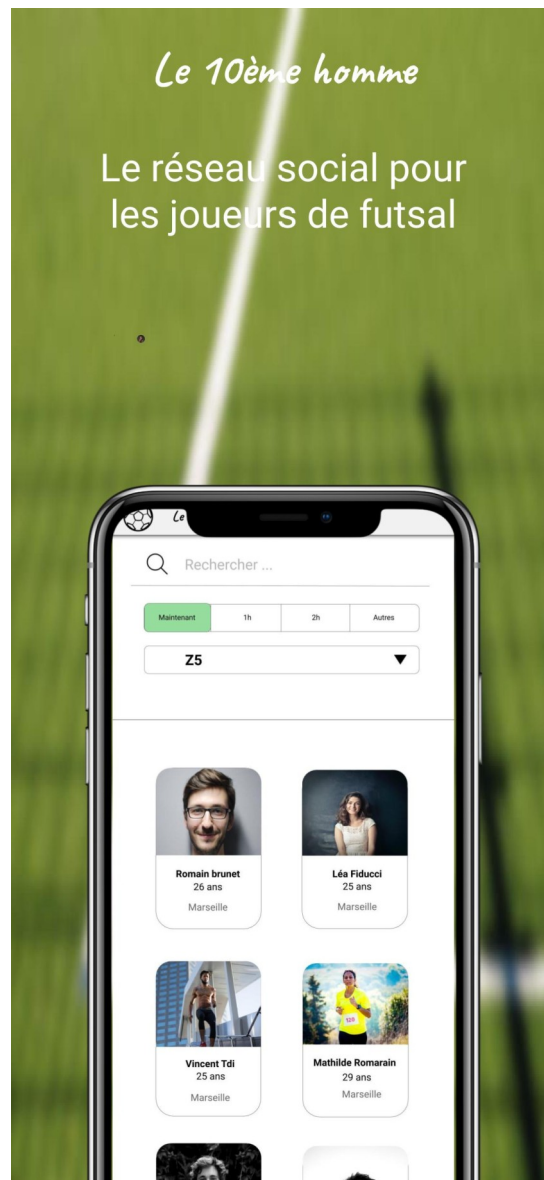 Le 10ème homme
Le réseau social pour
les joueurs de futsal
Le
Rechercher ...
Maintenant 1h 2h Autres
Z5
Romain brunet
26 ans
Marseille
Léa Fiducci
25 ans
Marseille
Vincent Tdi
25 ans
Marseille
Mathilde Romarain
29 ans
Marseille